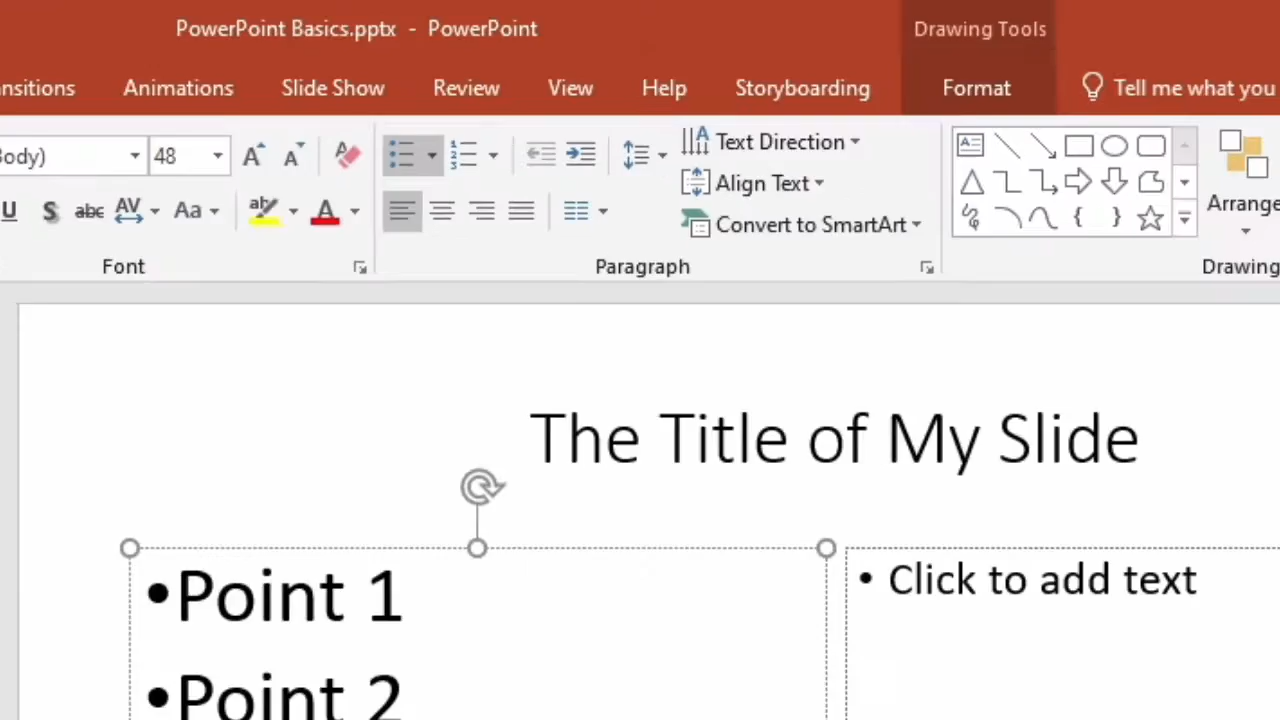 PowerPoint Basics.pptx - PowerPoint
Drawing Tools
nsitions Animations Slide Show Review View Help Storyboarding Format Tell me what you
Body) 48 Text Direction
Align Text
Convert to SmartArt
Arrange
Font Paragraph Drawing
The Title of My Slide
•Point 1
• Click to add text
•Point 2